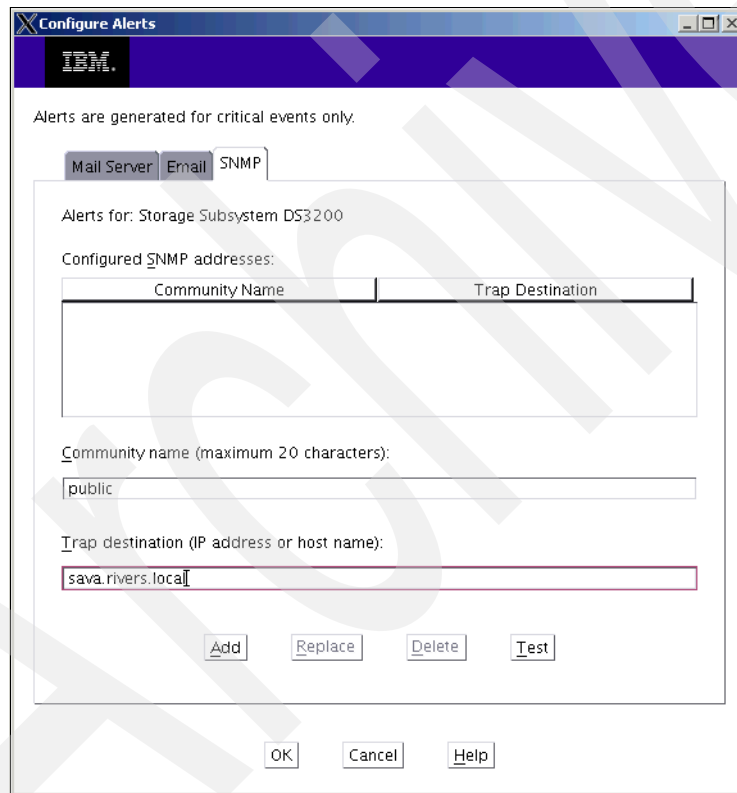 Configure Alerts
IBM.
Alerts are generated for critical events only.
Mail Server Email SNMP
Alerts for: Storage Subsystem DS3200
Configured SNMP addresses:
Community Name Trap Destination
Community name (maximum 20 characters):
public
Trap destination (IP address or host name):
sava.rivers.local
Add Replace Delete Test
OK Cancel Help